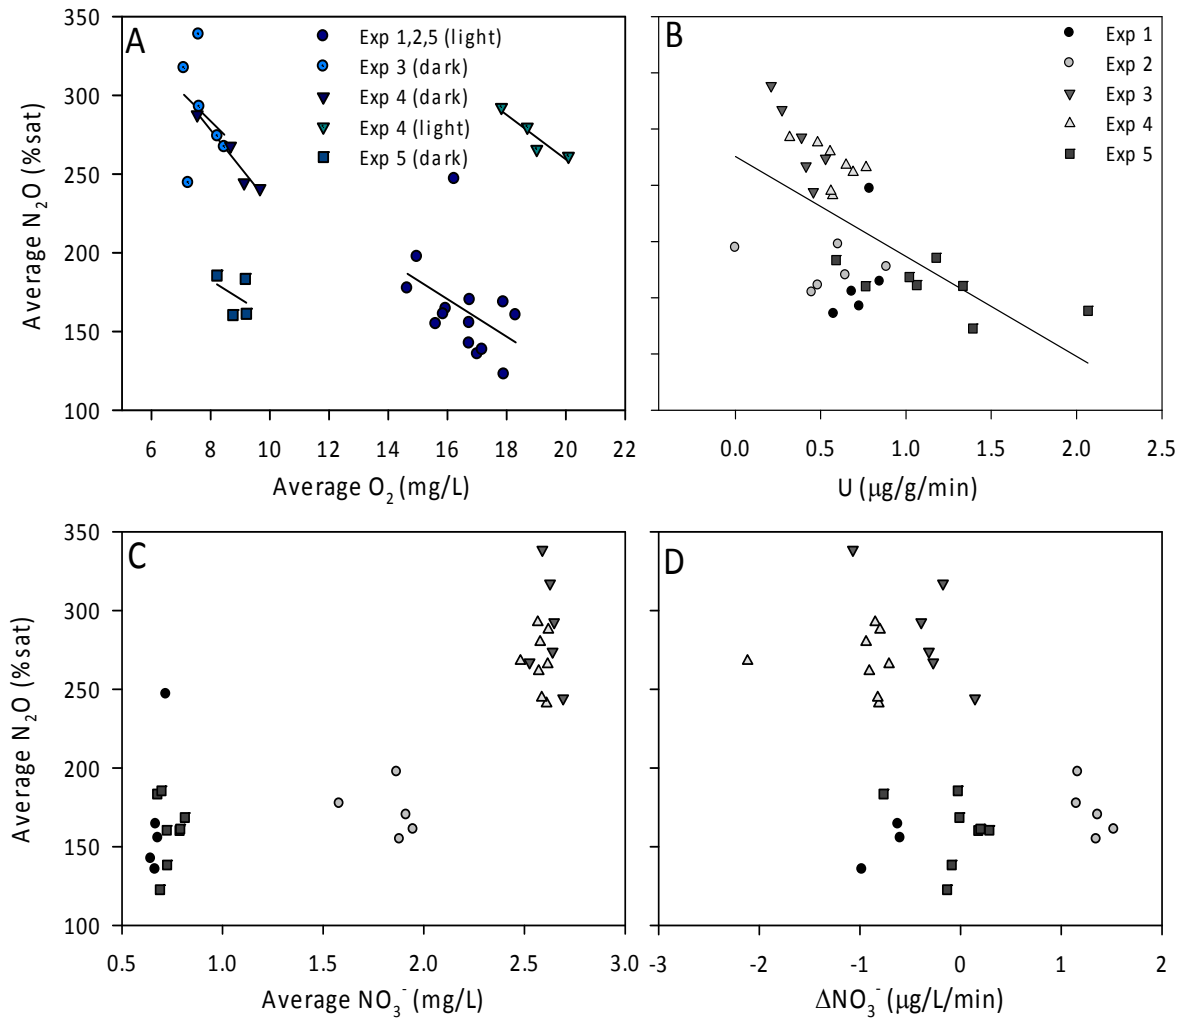 A
350
300
250
200
150
100
Average N₂O (%sat)
Exp 1,2,5 (light)
Exp 3 (dark)
Exp 4 (dark)
Exp 4 (light)
Exp 5 (dark)
6 8 10 12 14 16 18 20 22
Average O₂ (mg/L)
B
Exp 1
Exp 2
Exp 3
Exp 4
Exp 5
0.0 0.5 1.0 1.5 2.0 2.5
U (µg/g/min)
C
350
300
250
200
150
100
Average N₂O (%sat)
0.5 1.0 1.5 2.0 2.5 3.0
Average NO₃⁻ (mg/L)
D
-3 -2 -1 0 1 2
ΔNO₃⁻ (µg/L/min)